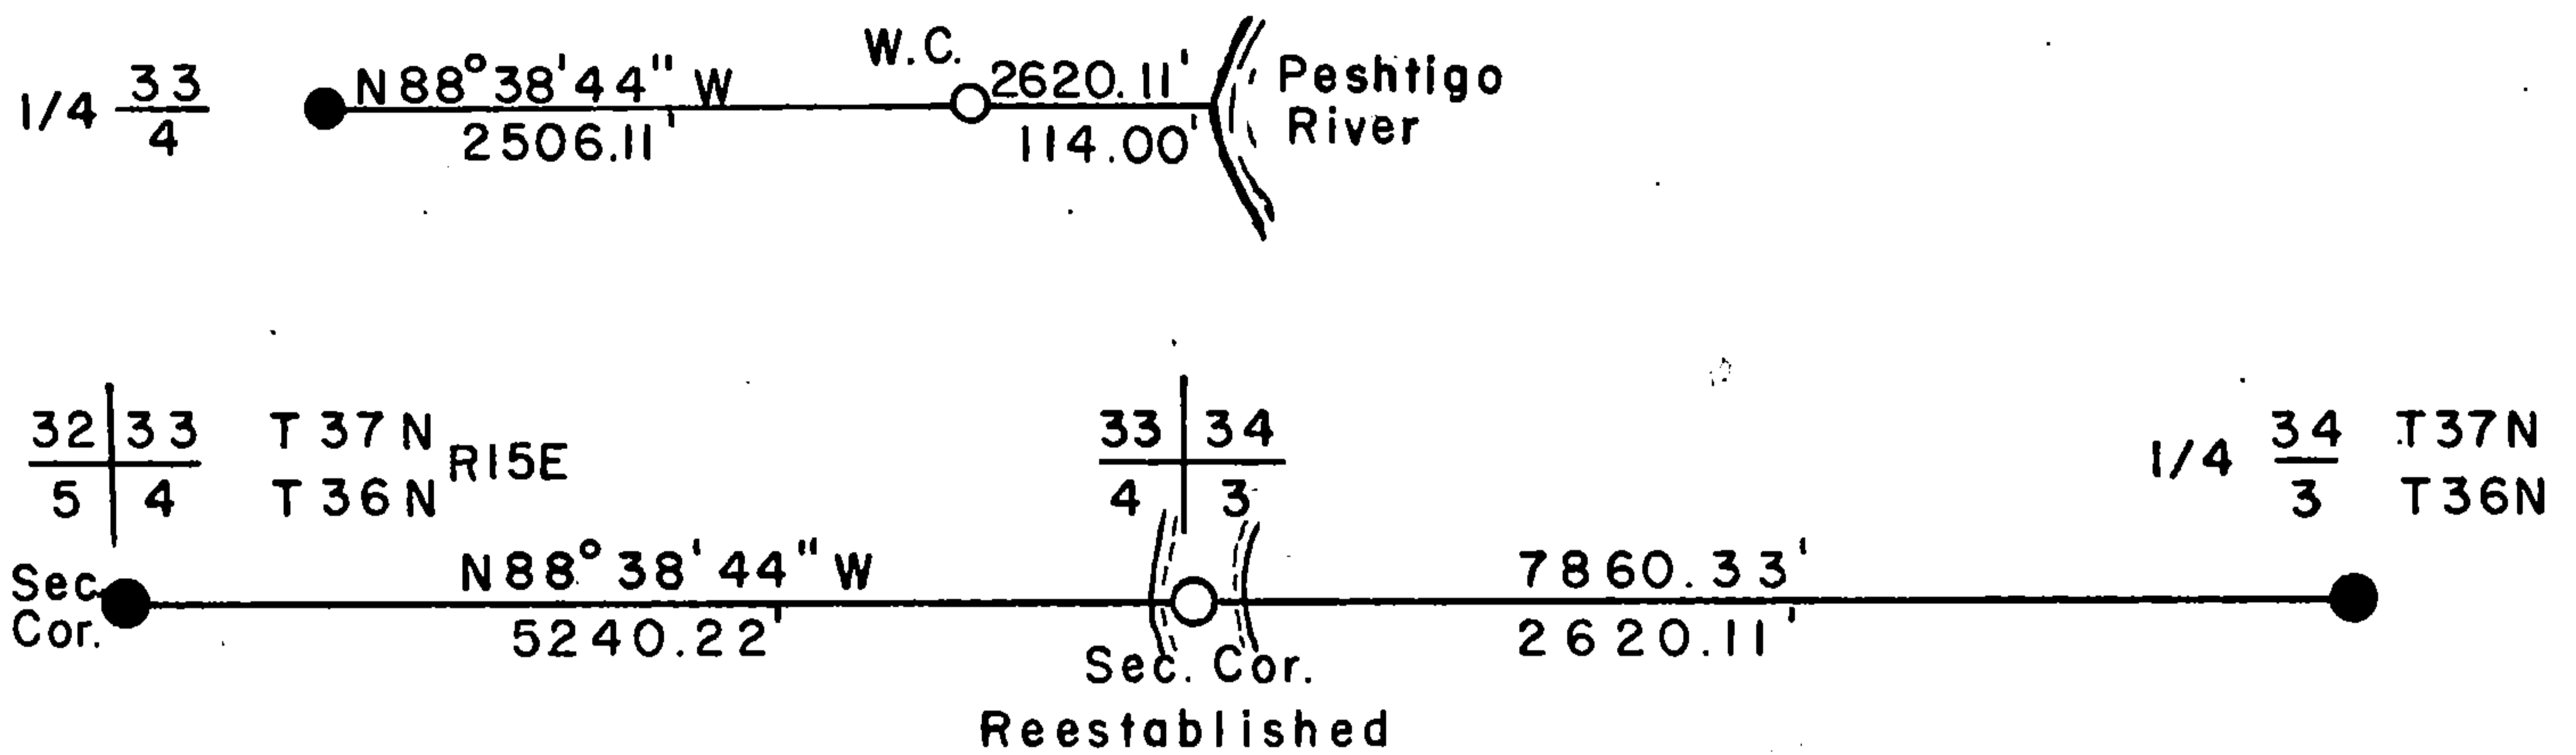 W.C.
1/4 33/4 N88°38'44" W 2620.11' Peshtigo
2506.11' 114.00' River
32 33 T37N R15E 33 34 1/4 34 T37N
5 4 T36N 4 3 3 T36N
Sec. N88°38'44" W 7860.33'
Cor. 5240.22' 2620.11'
Sec. Cor.
Reestablished